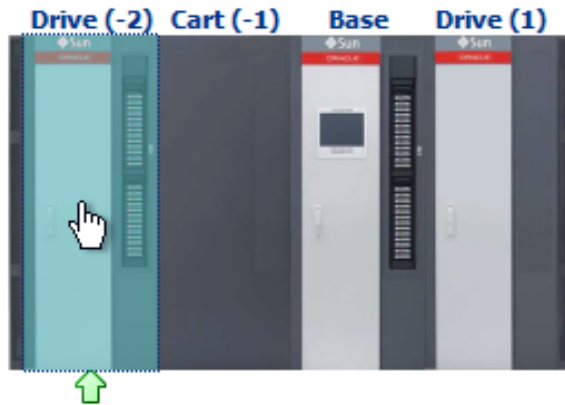 Drive (-2) Cart (-1) Base Drive (1)
Sun Sun Sun
ORACLE ORACLE ORACLE